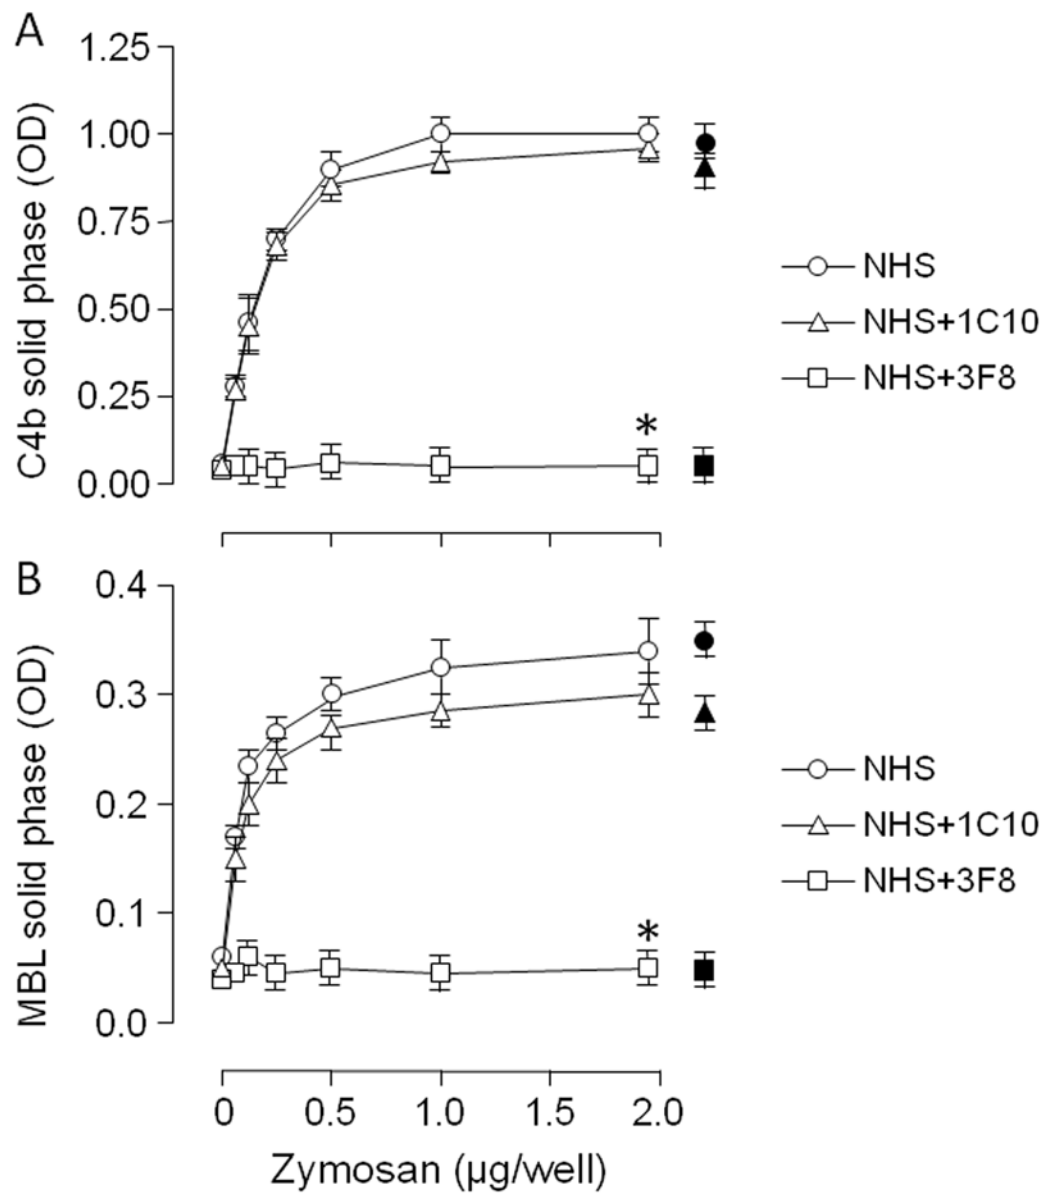 A
C4b solid phase (OD)
1.25
1.00
0.75
0.50
0.25
0.00
*
NHS
NHS+1C10
NHS+3F8
B
MBL solid phase (OD)
0.4
0.3
0.2
0.1
0.0
*
NHS
NHS+1C10
NHS+3F8
0 0.5 1.0 1.5 2.0
Zymosan (µg/well)